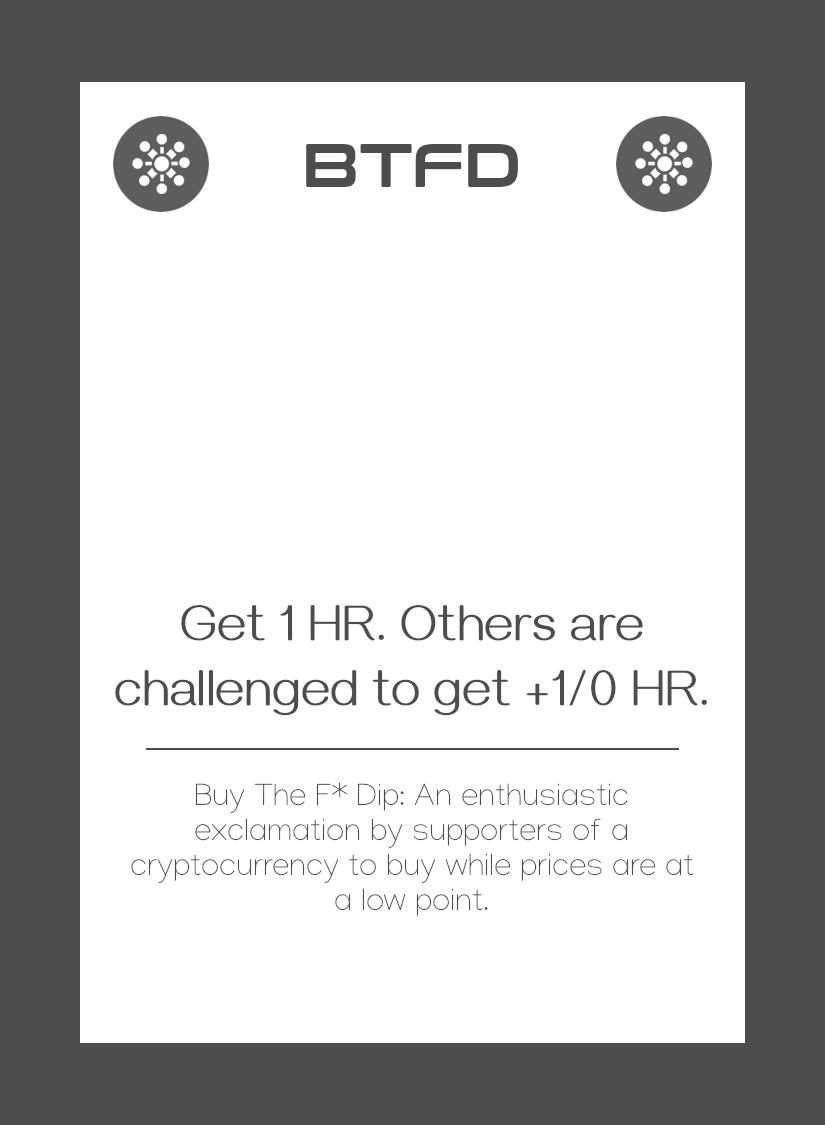 BTFD
Get 1 HR. Others are
challenged to get +1/0 HR.
Buy The F* Dip: An enthusiastic
exclamation by supporters of a
cryptocurrency to buy while prices are at
a low point.